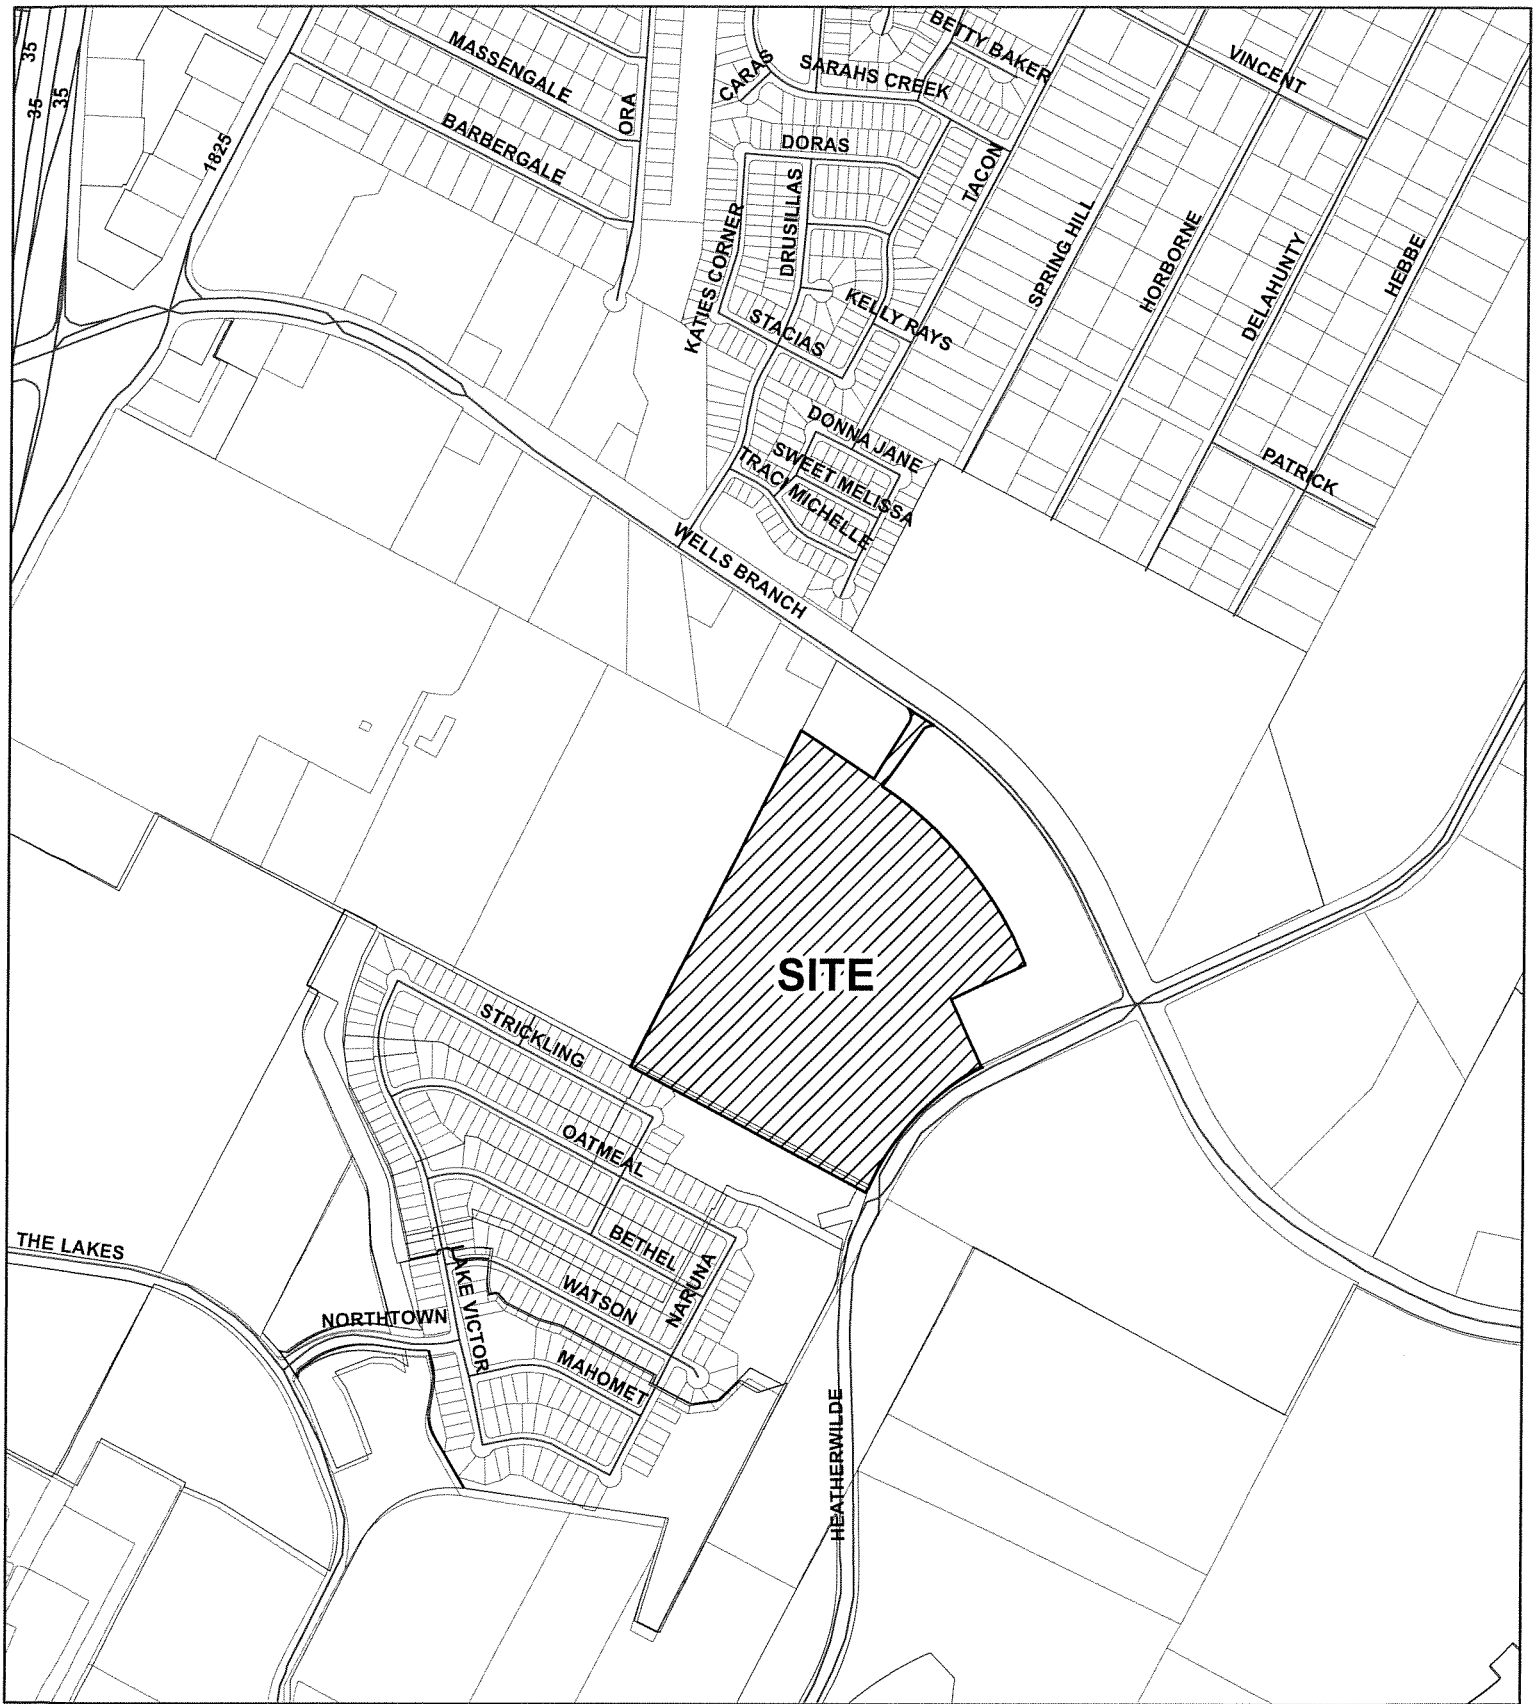 35
35
35
MASSENGALE
BARBERGALE
ORA
1825
CARAS
SARAHS CREEK
BETTY BAKER
VINCENT
DORAS
TACON
DRUSILLAS
KATIES CORNER
SPRING HILL
HORBORNE
DELAHUNTY
HEBBE
KELLY RAYS
STACIAS
DONNA JANE
SWEET MELISSA
TRACI MICHELLE
PATRICK
WELLS BRANCH
SITE
STRICKLING
OATMEAL
BETHEL
THE LAKES
LAKE VICTOR
WATSON
NARUNA
NORTHTOWN
MAHOMET
HEATHERWILDE